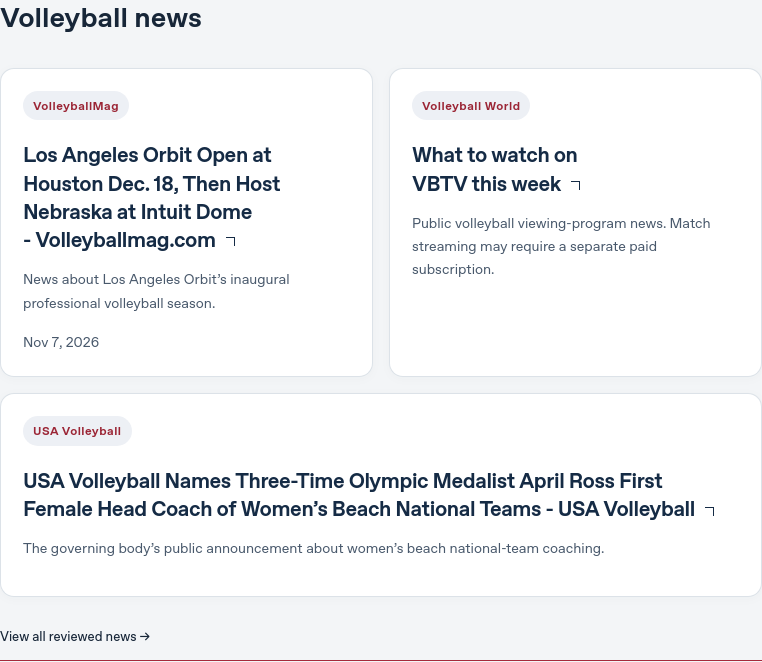 Volleyball news
VolleyballMag
Los Angeles Orbit Open at
Houston Dec. 18, Then Host
Nebraska at Intuit Dome
- Volleyballmag.com
News about Los Angeles Orbit’s inaugural
professional volleyball season.
Nov 7, 2026
Volleyball World
What to watch on
VBTV this week
Public volleyball viewing-program news. Match
streaming may require a separate paid
subscription.
USA Volleyball
USA Volleyball Names Three-Time Olympic Medalist April Ross First
Female Head Coach of Women’s Beach National Teams - USA Volleyball
The governing body’s public announcement about women’s beach national-team coaching.
View all reviewed news →